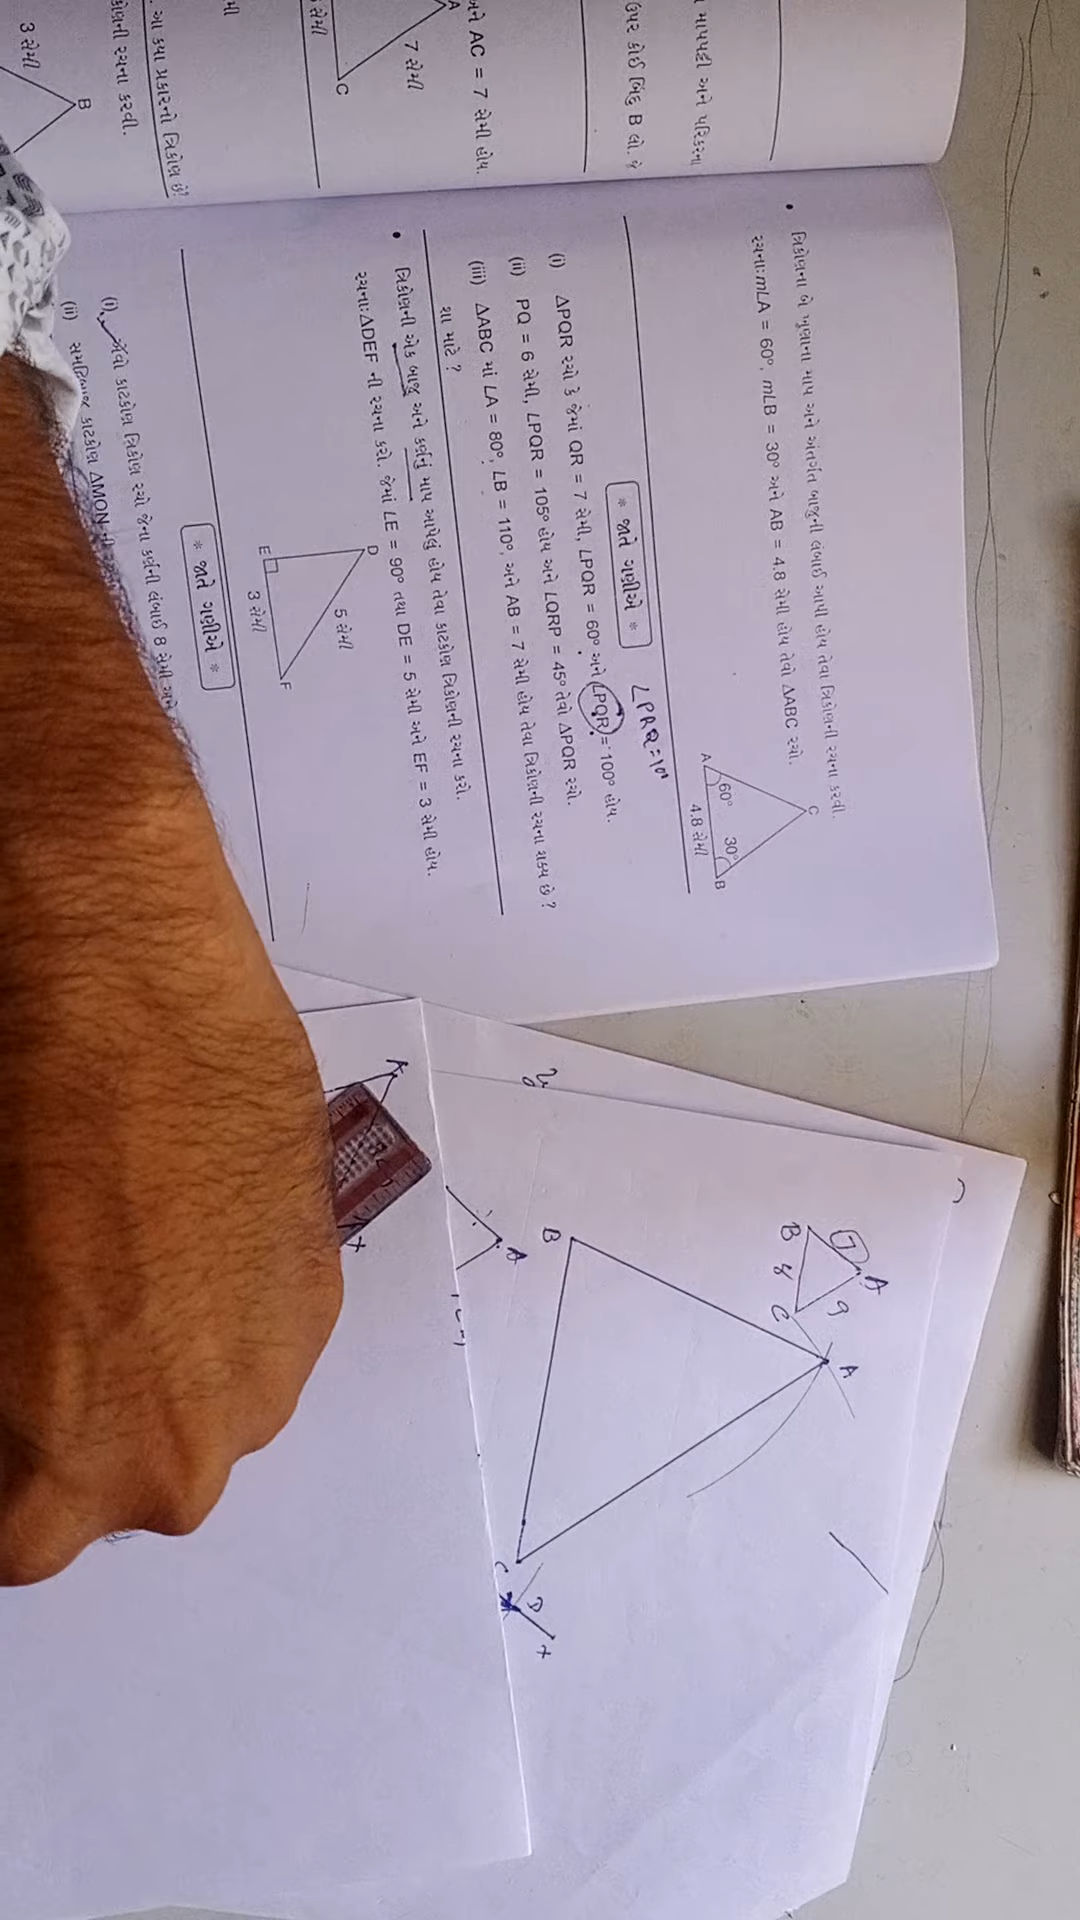 મી
સેમી
A
7 સેમી
C
ઉપર કોઈ બિંદુ B લો. જે
અને AC = 7 સેમી હોય.
. આ કયા પ્રકારનો ત્રિકોણ છે?
કોણની રચના કરવી.
3 સેમી
B
• ત્રિકોણના બે ખુણાના માપ અને અંતર્ગત બાજુની લંબાઈ આપી હોય તેવા ત્રિકોણની રચના કરવી.
રચના:m∠A = 60°, m∠B = 30° અને AB = 4.8 સેમી હોય તેવો ΔABC રચો.
C
60°
30°
A
B
4.8 સેમી
* જાતે ગણીએ *
∠PRQ=10°
(i) ΔPQR રચો કે જેમાં QR = 7 સેમી, ∠PQR = 60° અને ∠PQR = 100° હોય.
(ii) PQ = 6 સેમી, ∠PQR = 105° હોય અને ∠QRP = 45° તેવો ΔPQR રચો.
(iii) ΔABC માં ∠A = 80°, ∠B = 110°, અને AB = 7 સેમી હોય તેવા ત્રિકોણની રચના શક્ય છે?
શા માટે ?
• ત્રિકોણની એક બાજુ અને કર્ણનું માપ આપેલું હોય તેવા કાટકોણ ત્રિકોણની રચના કરો.
રચના:ΔDEF ની રચના કરો. જેમાં ∠E = 90° તથા DE = 5 સેમી અને EF = 3 સેમી હોય.
D
5 સેમી
E
F
3 સેમી
* જાતે ગણીએ *
(i) એવો કાટકોણ ત્રિકોણ રચો જેના કર્ણની લંબાઈ 8 સેમી અને
(ii) સમદ્વિબાજુ કાટકોણ ΔMON ની
A
B
9
C
A
B
C
D
x
A
x